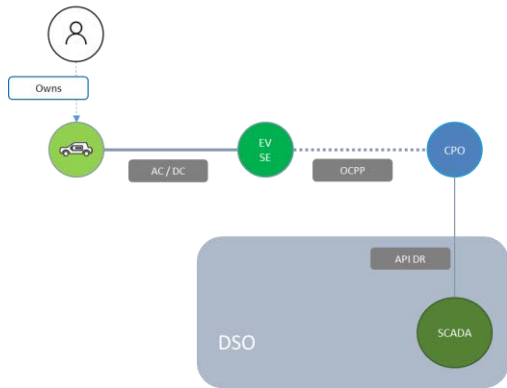 Owns
EV
SE
CPO
AC / DC
OCPP
API DR
SCADA
DSO